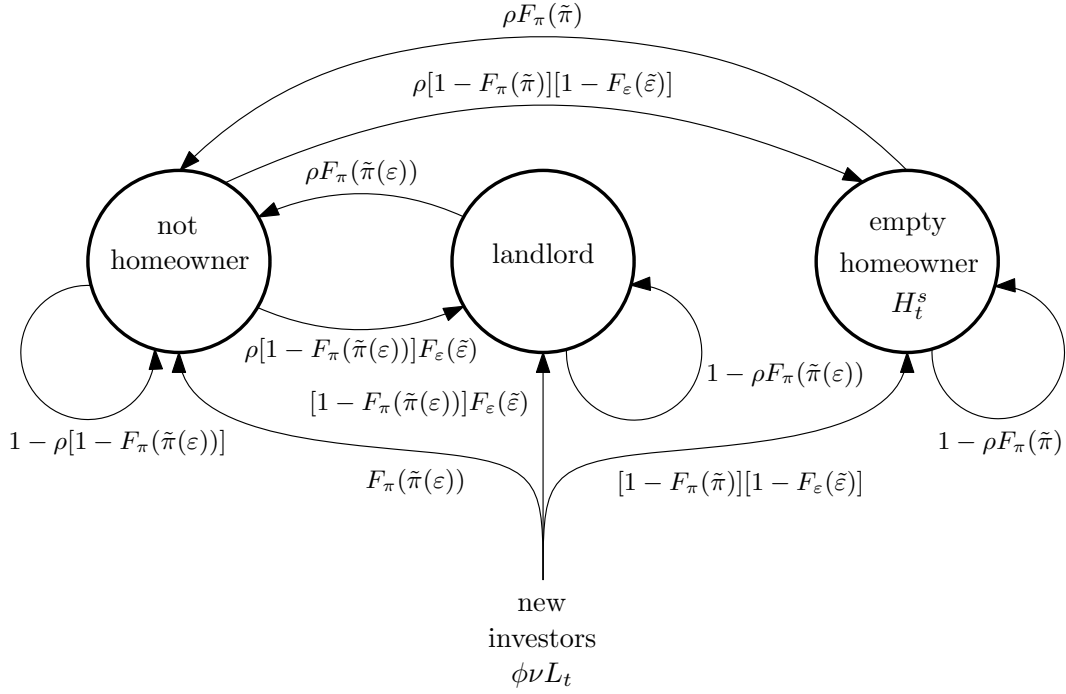 ρF_π(π̃)
ρ[1 − F_π(π̃)][1 − F_ε(ε̃)]
ρF_π(π̃(ε))
not
homeowner
landlord
empty
homeowner
H_t^s
ρ[1 − F_π(π̃(ε))]F_ε(ε̃)
1 − ρF_π(π̃(ε))
[1 − F_π(π̃(ε))]F_ε(ε̃)
1 − ρ[1 − F_π(π̃(ε))]
1 − ρF_π(π̃)
F_π(π̃(ε))
[1 − F_π(π̃)][1 − F_ε(ε̃)]
new
investors
ϕνL_t